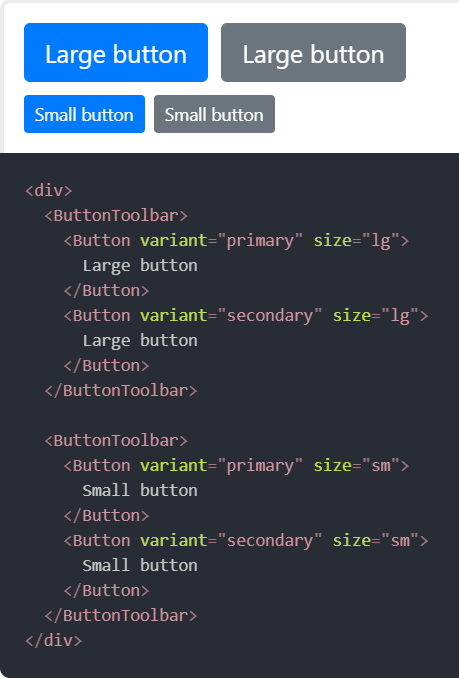 Large button Large button
Small button Small button
<div>
  <ButtonToolbar>
    <Button variant="primary" size="lg">
      Large button
    </Button>
    <Button variant="secondary" size="lg">
      Large button
    </Button>
  </ButtonToolbar>

  <ButtonToolbar>
    <Button variant="primary" size="sm">
      Small button
    </Button>
    <Button variant="secondary" size="sm">
      Small button
    </Button>
  </ButtonToolbar>
</div>